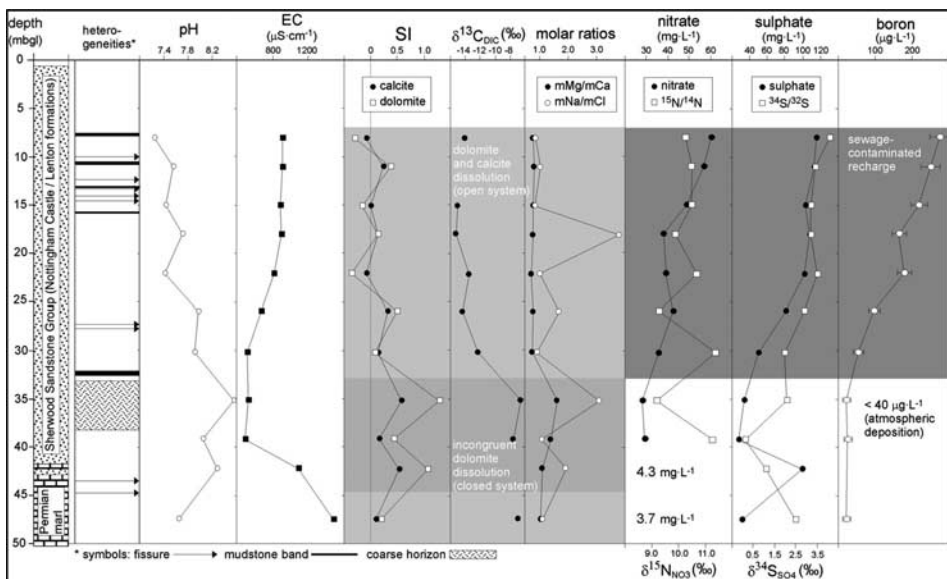 depth
(mbgl)
hetero-
geneities*
pH
7.4 7.8 8.2
EC
(µS·cm⁻¹)
800 1200
SI
0 0.5 1.0
δ¹³C_DIC (‰)
-14 -12 -10 -8
molar ratios
1.0 3.0
nitrate
(mg·L⁻¹)
30 40 50 60
sulphate
(mg·L⁻¹)
40 60 80 100 120
boron
(µg·L⁻¹)
100 200
0
5
10
15
20
25
30
35
40
45
50
Sherwood Sandstone Group (Nottingham Castle / Lenton formations)
Permian
marl
calcite
dolomite
mMg/mCa
mNa/mCl
nitrate
¹⁵N/¹⁴N
sulphate
³⁴S/³²S
dolomite
and calcite
dissolution
(open system)
sewage-
contaminated
recharge
incongruent
dolomite
dissolution
(closed system)
< 40 µg·L⁻¹
(atmospheric
deposition)
4.3 mg·L⁻¹
3.7 mg·L⁻¹
* symbols: fissure mudstone band coarse horizon
9.0 10.0 11.0
δ¹⁵N_NO3 (‰)
0.5 1.5 2.5 3.5
δ³⁴S_SO4 (‰)